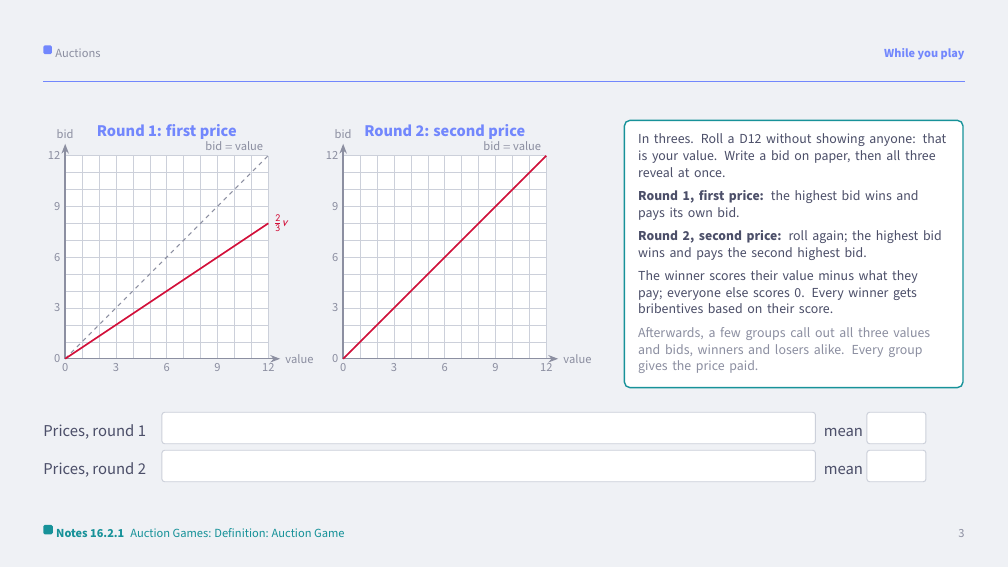 Auctions
While you play
Round 1: first price
bid
bid = value
12
9
6
3
0
0 3 6 9 12
value
2/3 v
Round 2: second price
bid
bid = value
12
9
6
3
0
0 3 6 9 12
value
In threes. Roll a D12 without showing anyone: that
is your value. Write a bid on paper, then all three
reveal at once.
Round 1, first price: the highest bid wins and
pays its own bid.
Round 2, second price: roll again; the highest bid
wins and pays the second highest bid.
The winner scores their value minus what they
pay; everyone else scores 0. Every winner gets
bribentives based on their score.
Afterwards, a few groups call out all three values
and bids, winners and losers alike. Every group
gives the price paid.
Prices, round 1
mean
Prices, round 2
mean
Notes 16.2.1 Auction Games: Definition: Auction Game
3